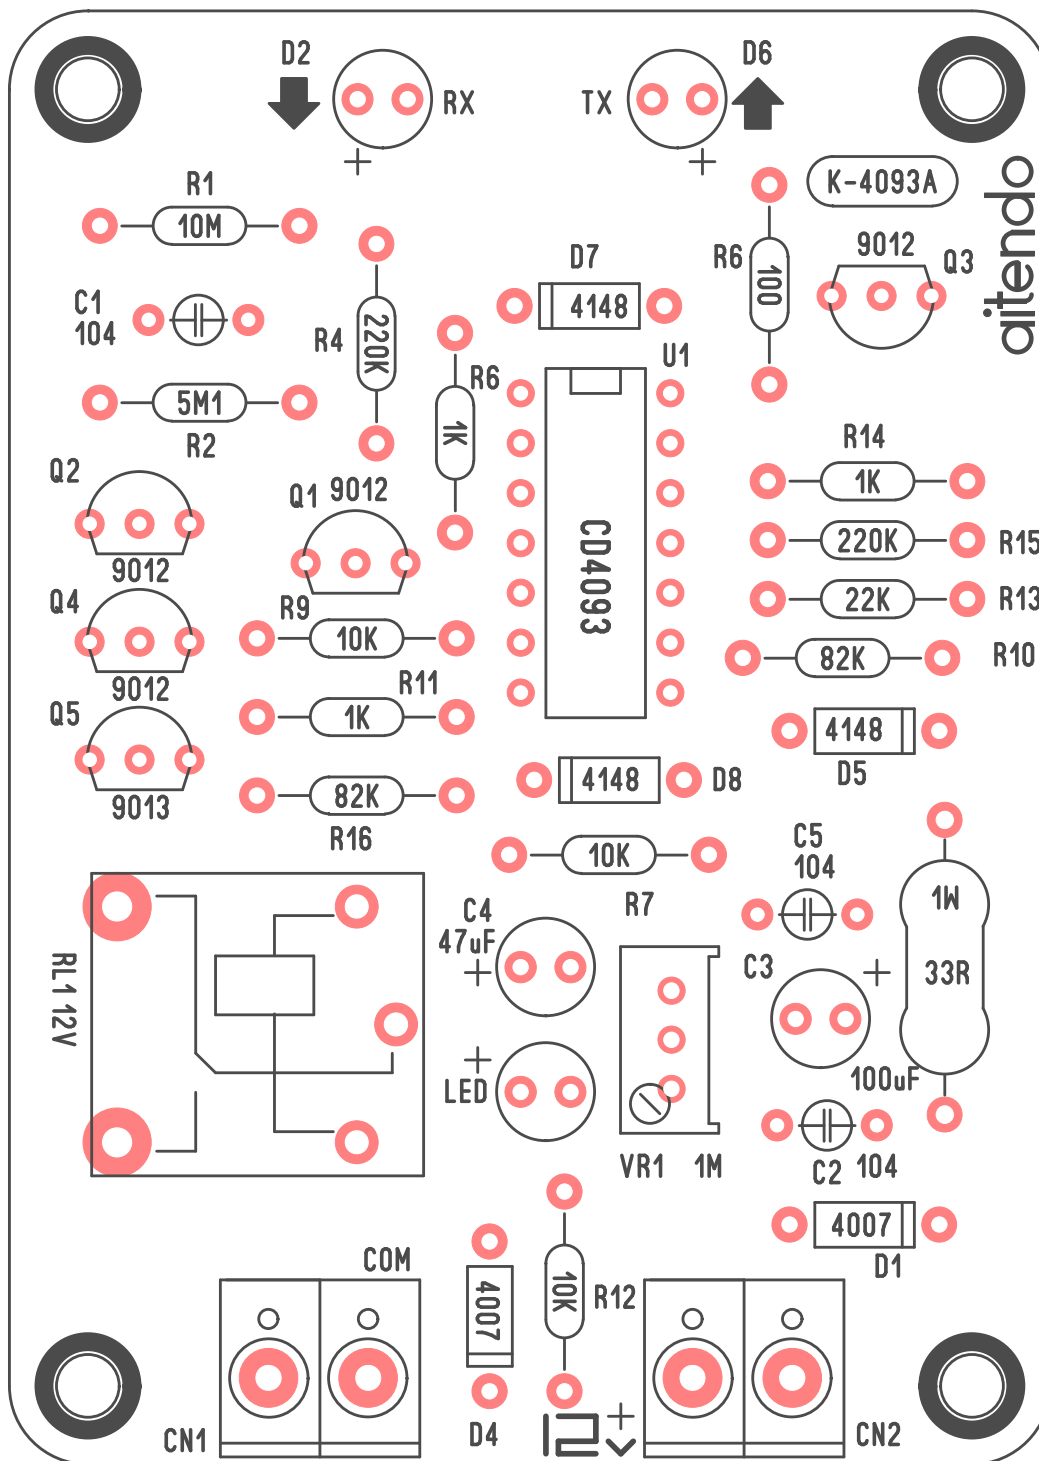 D2
RX
TX
D6
K-4093A
aitendo
R1
10M
C1
104
5M1
R2
R4
220K
R6
1K
D7
4148
U1
CD4093
R6
100
9012
Q3
Q2
9012
Q1
9012
Q4
9012
Q5
9013
R9
10K
R11
1K
82K
R16
R14
1K
220K
R15
22K
R13
82K
R10
4148
D5
4148
D8
10K
R7
C5
104
1W
33R
C4
47uF
+
C3
+
100uF
RL1 12V
+
LED
VR1 1M
C2 104
4007
D1
COM
4007
D4
10K
R12
12V
+
CN1
CN2